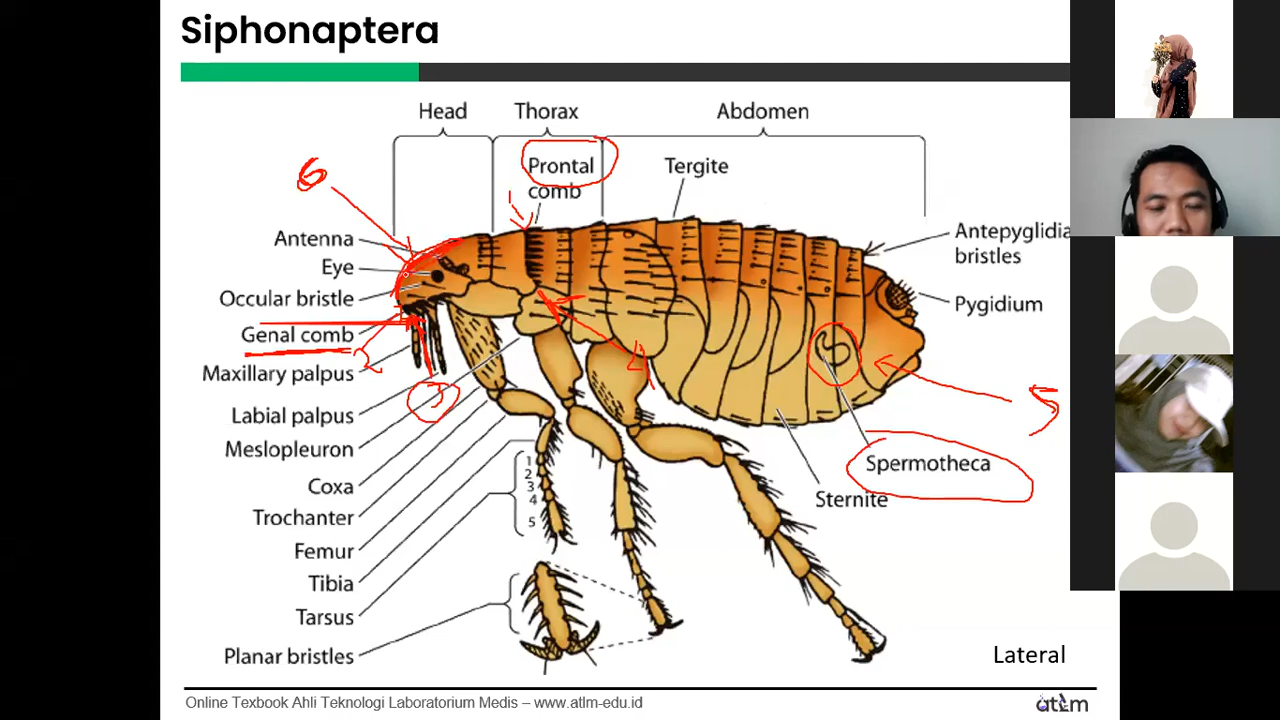 Siphonaptera
Head
Thorax
Abdomen
Prontal
comb
Tergite
6
1
Antenna
Eye
Occular bristle
Genal comb
Maxillary palpus
Labial palpus
Meslopleuron
Coxa
Trochanter
Femur
Tibia
Tarsus
Planar bristles
2
3
4
5
1
2
3
4
5
Antepyglidia
bristles
Pygidium
Spermotheca
Sternite
Lateral
Online Texbook Ahli Teknologi Laboratorium Medis – www.atlm-edu.id
atlm